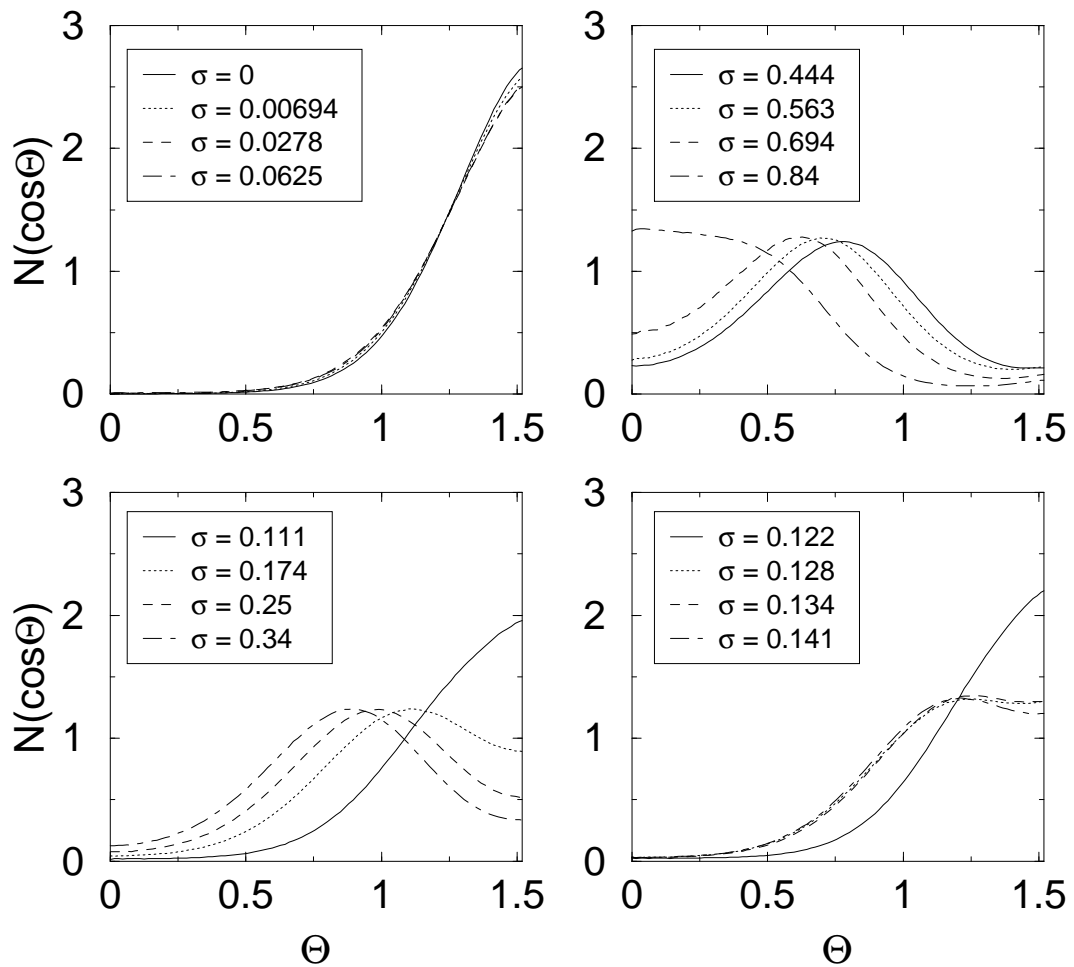 3
2
1
0
N(cosΘ)
σ = 0
σ = 0.00694
σ = 0.0278
σ = 0.0625
0 0.5 1 1.5
3
2
1
0
σ = 0.444
σ = 0.563
σ = 0.694
σ = 0.84
0 0.5 1 1.5
3
2
1
0
N(cosΘ)
σ = 0.111
σ = 0.174
σ = 0.25
σ = 0.34
0 0.5 1 1.5
Θ
3
2
1
0
σ = 0.122
σ = 0.128
σ = 0.134
σ = 0.141
0 0.5 1 1.5
Θ